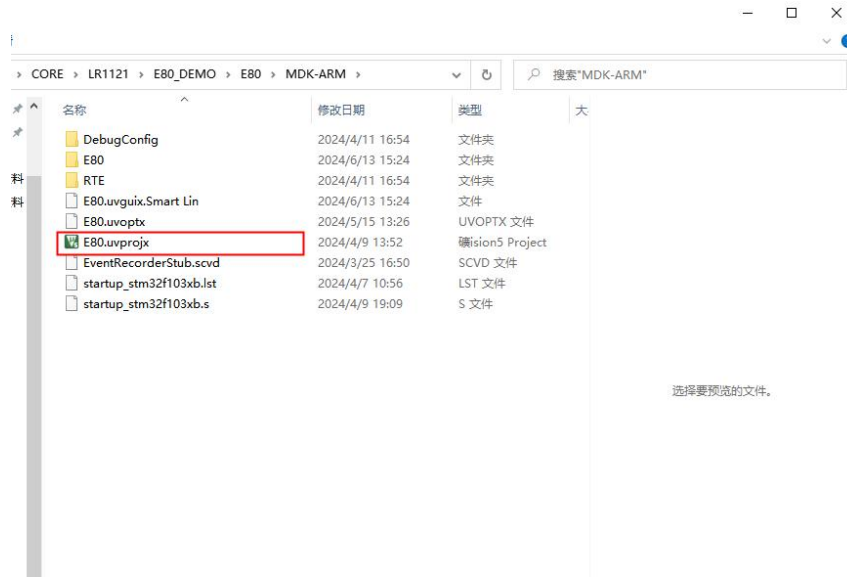 CORE › LR1121 › E80_DEMO › E80 › MDK-ARM ›
搜索"MDK-ARM"
名称 修改日期 类型 大
DebugConfig 2024/4/11 16:54 文件夹
E80 2024/6/13 15:24 文件夹
RTE 2024/4/11 16:54 文件夹
料
E80.uvguix.Smart Lin 2024/6/13 15:24 文件
料
E80.uvoptx 2024/5/15 13:26 UVOPTX 文件
E80.uvprojx 2024/4/9 13:52 礦ision5 Project
EventRecorderStub.scvd 2024/3/25 16:50 SCVD 文件
startup_stm32f103xb.lst 2024/4/7 10:56 LST 文件
startup_stm32f103xb.s 2024/4/9 19:09 S 文件
选择要预览的文件。